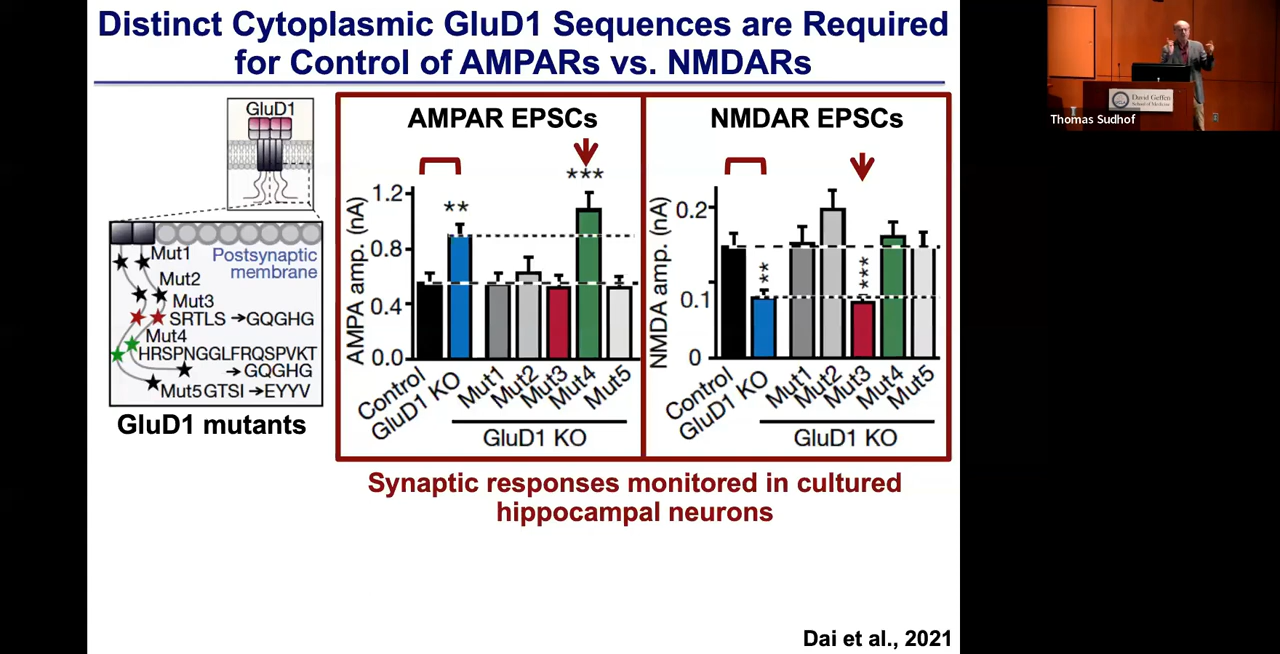 Distinct Cytoplasmic GluD1 Sequences are Required
for Control of AMPARs vs. NMDARs
GluD1
Mut1
Postsynaptic
membrane
Mut2
Mut3
SRTLS →GQGHG
Mut4
HRSPNGGLFRQSPVKT
→GQGHG
Mut5 GTSI →EYYV
GluD1 mutants
AMPAR EPSCs
AMPA amp. (nA)
1.2
0.8
0.4
0.0
**
***
Control
GluD1 KO
Mut1
Mut2
Mut3
Mut4
Mut5
GluD1 KO
NMDAR EPSCs
NMDA amp. (nA)
0.2
0.1
0
**
***
Control
GluD1 KO
Mut1
Mut2
Mut3
Mut4
Mut5
GluD1 KO
Synaptic responses monitored in cultured
hippocampal neurons
Dai et al., 2021
David Geffen
School of Medicine
Thomas Sudhof